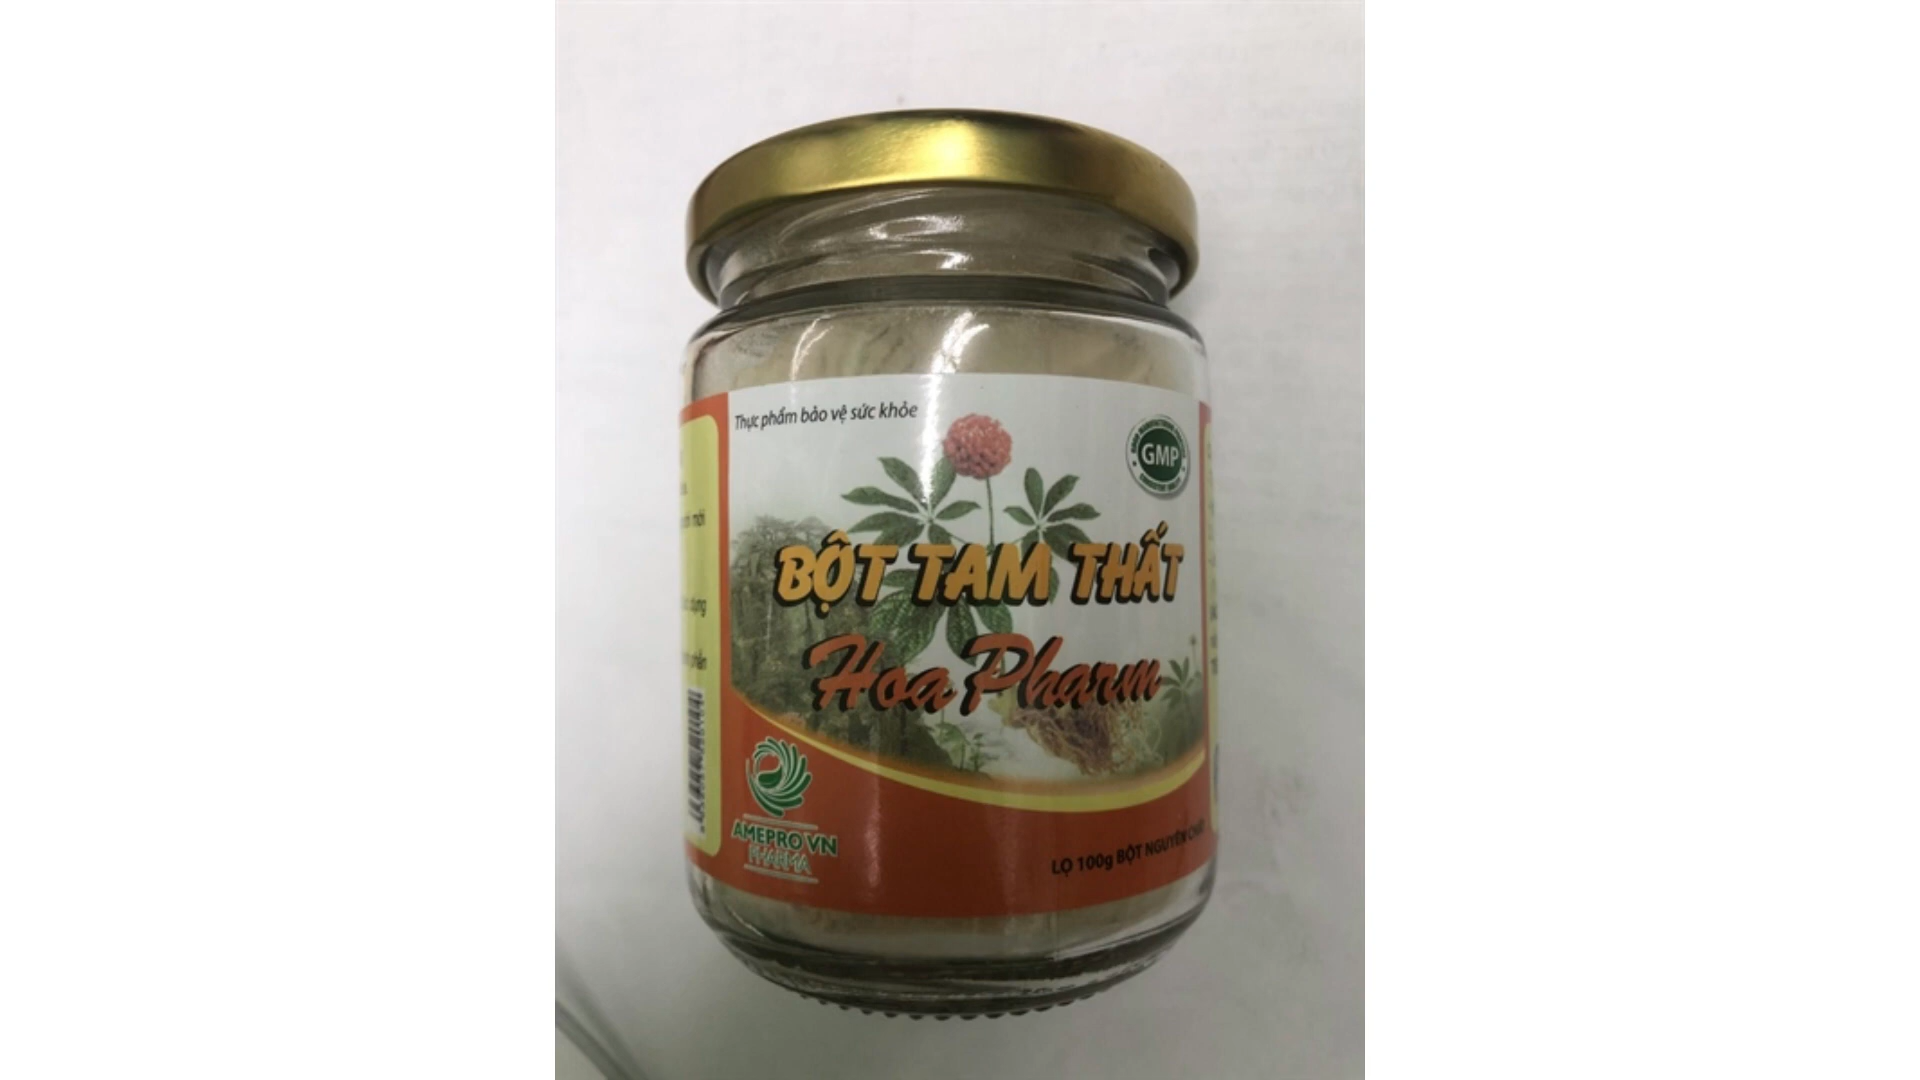 Thực phẩm bảo vệ sức khỏe
GMP
BỘT TAM THẤT
Hoa Pharm
AMEPRO VN
PHARMA
LỌ 100g BỘT NGUYÊN CHẤT